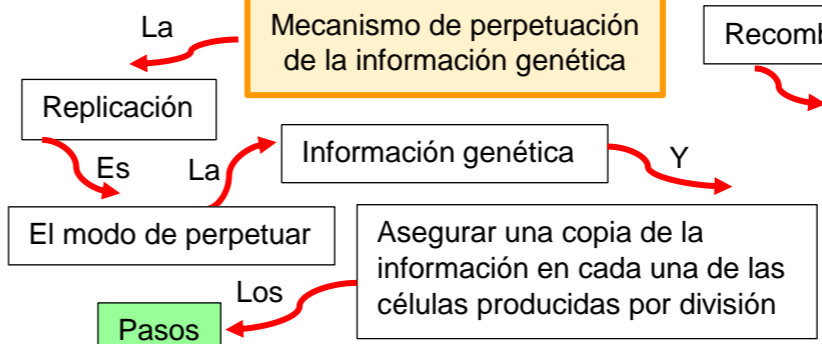 La
Mecanismo de perpetuación
de la información genética
Replicación
Es
La
Información genética
Y
El modo de perpetuar
Asegurar una copia de la
información en cada una de las
células producidas por división
Los
Pasos